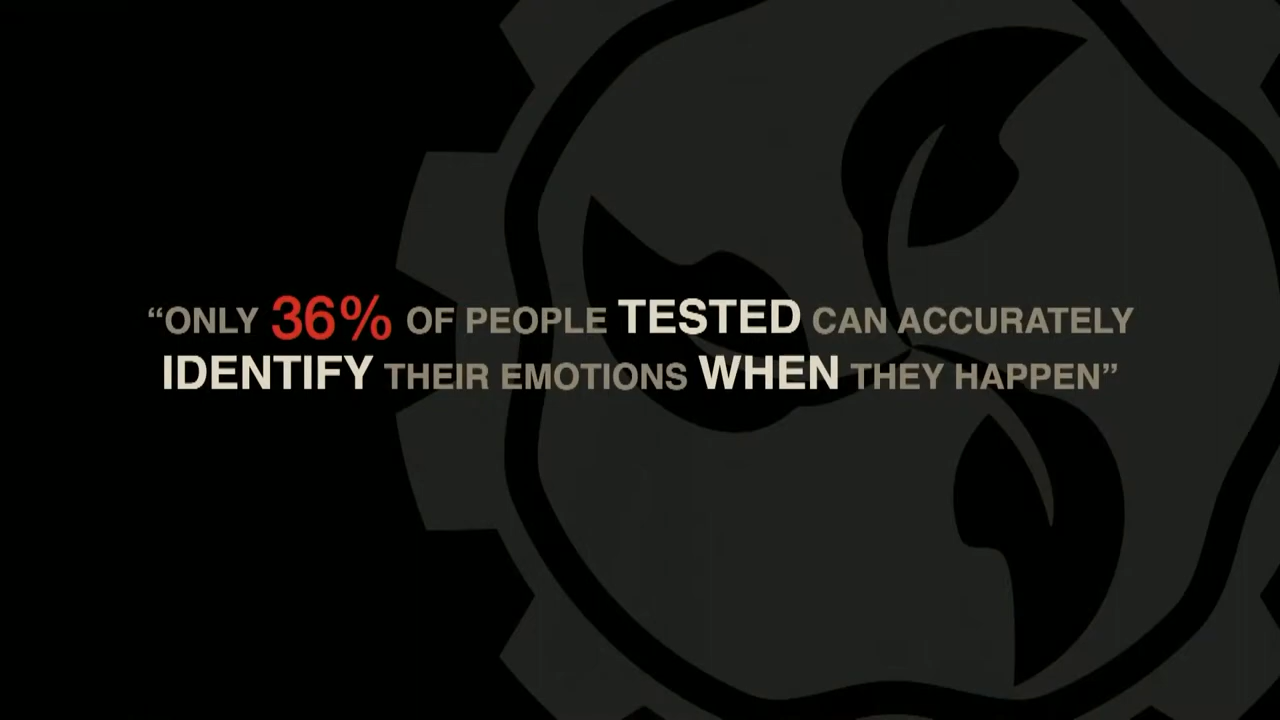 “ONLY 36% OF PEOPLE TESTED CAN ACCURATELY
IDENTIFY THEIR EMOTIONS WHEN THEY HAPPEN”